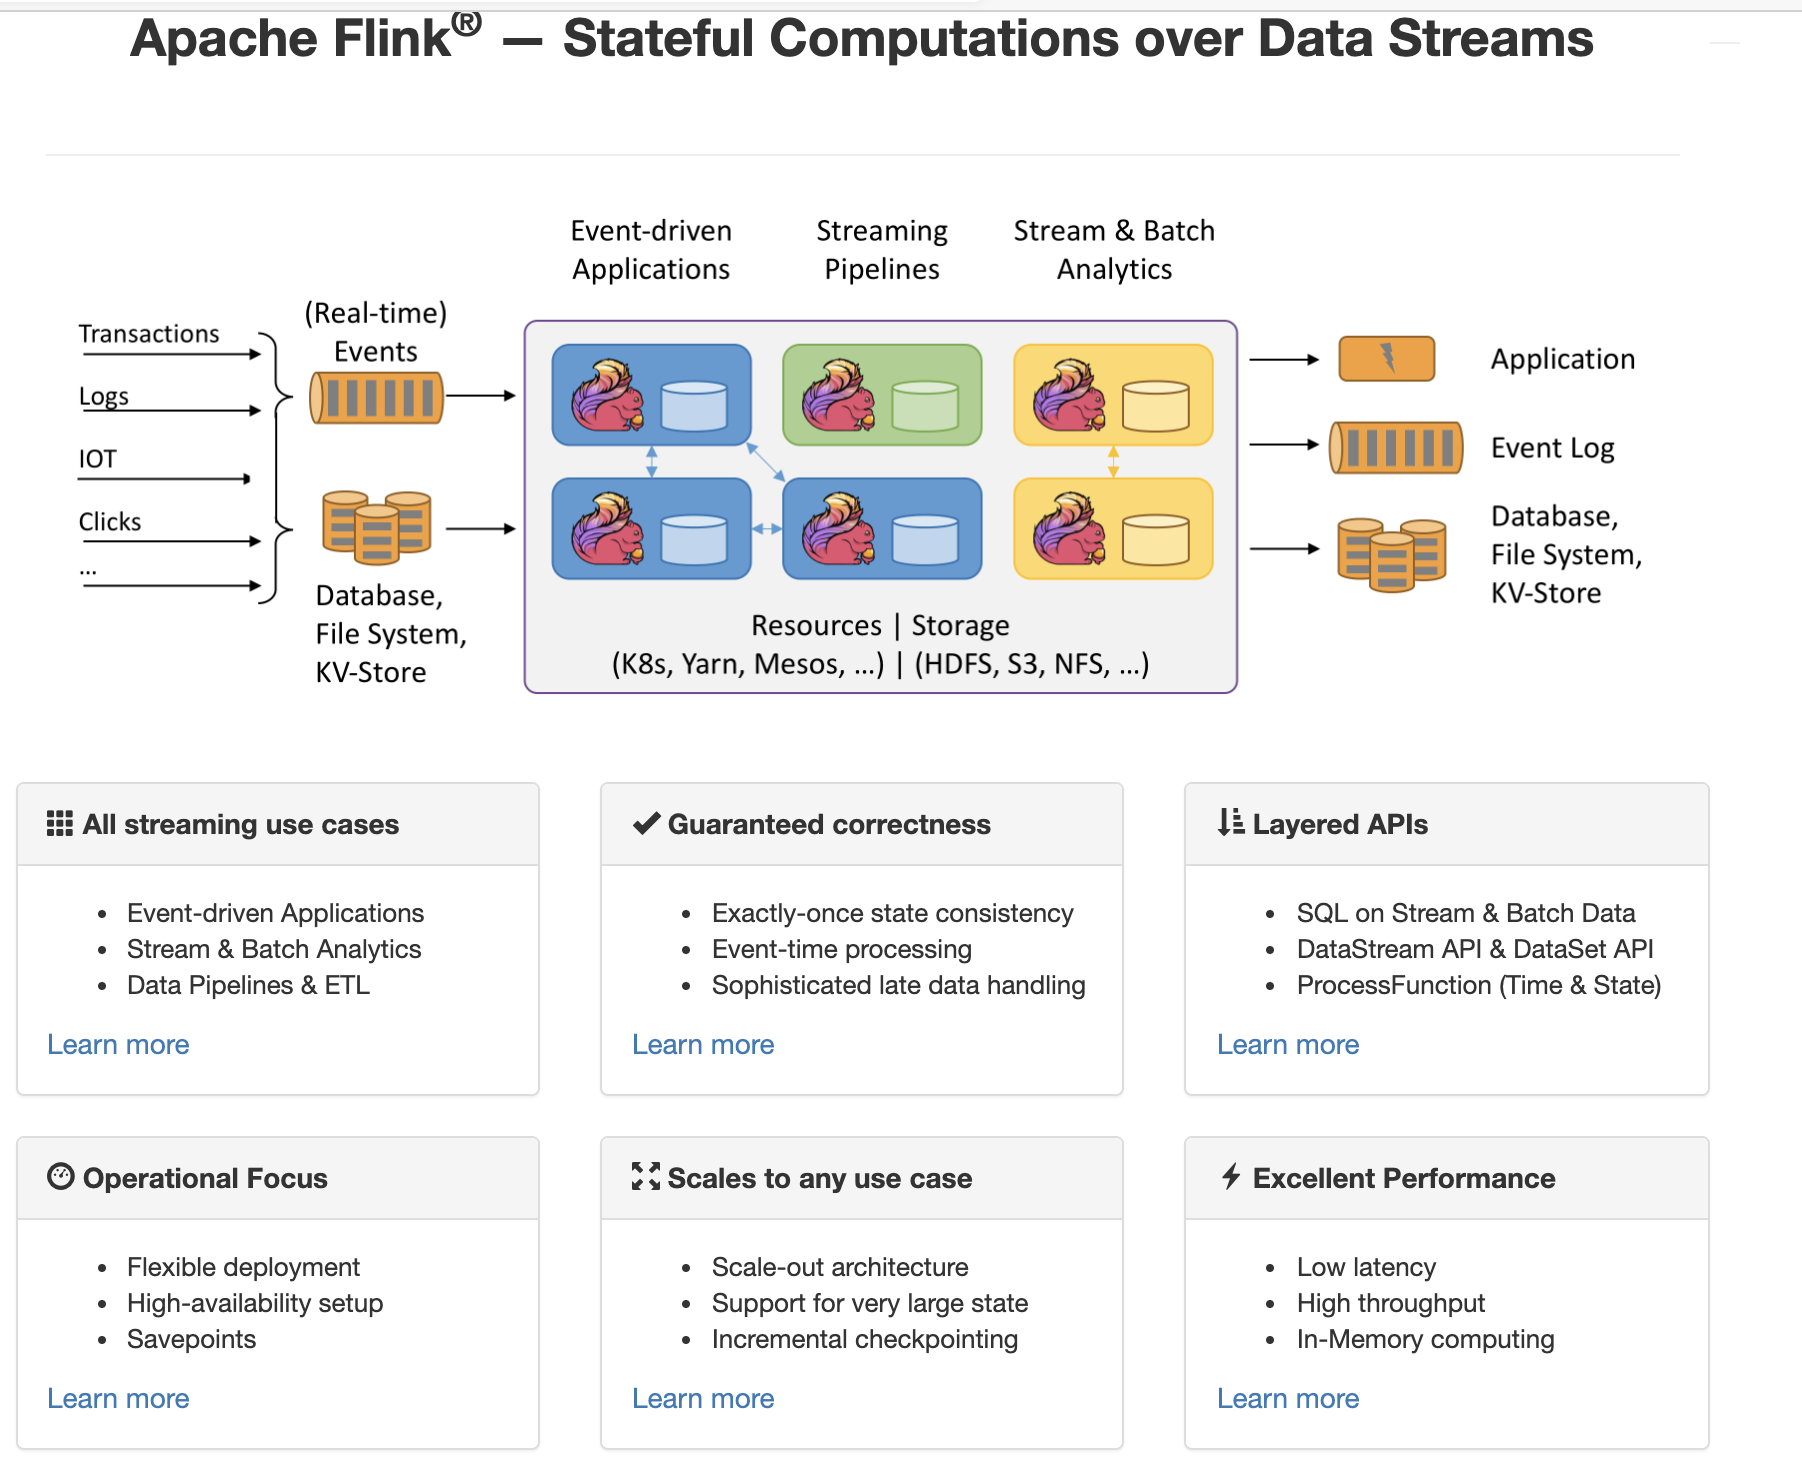 Apache Flink® — Stateful Computations over Data Streams
Event-driven
Applications
Streaming
Pipelines
Stream & Batch
Analytics
Transactions
Logs
IOT
Clicks
...
(Real-time)
Events
Database,
File System,
KV-Store
Resources | Storage
(K8s, Yarn, Mesos, ...) | (HDFS, S3, NFS, ...)
Application
Event Log
Database,
File System,
KV-Store
All streaming use cases
Event-driven Applications
Stream & Batch Analytics
Data Pipelines & ETL
Learn more
Guaranteed correctness
Exactly-once state consistency
Event-time processing
Sophisticated late data handling
Learn more
Layered APIs
SQL on Stream & Batch Data
DataStream API & DataSet API
ProcessFunction (Time & State)
Learn more
Operational Focus
Flexible deployment
High-availability setup
Savepoints
Learn more
Scales to any use case
Scale-out architecture
Support for very large state
Incremental checkpointing
Learn more
Excellent Performance
Low latency
High throughput
In-Memory computing
Learn more